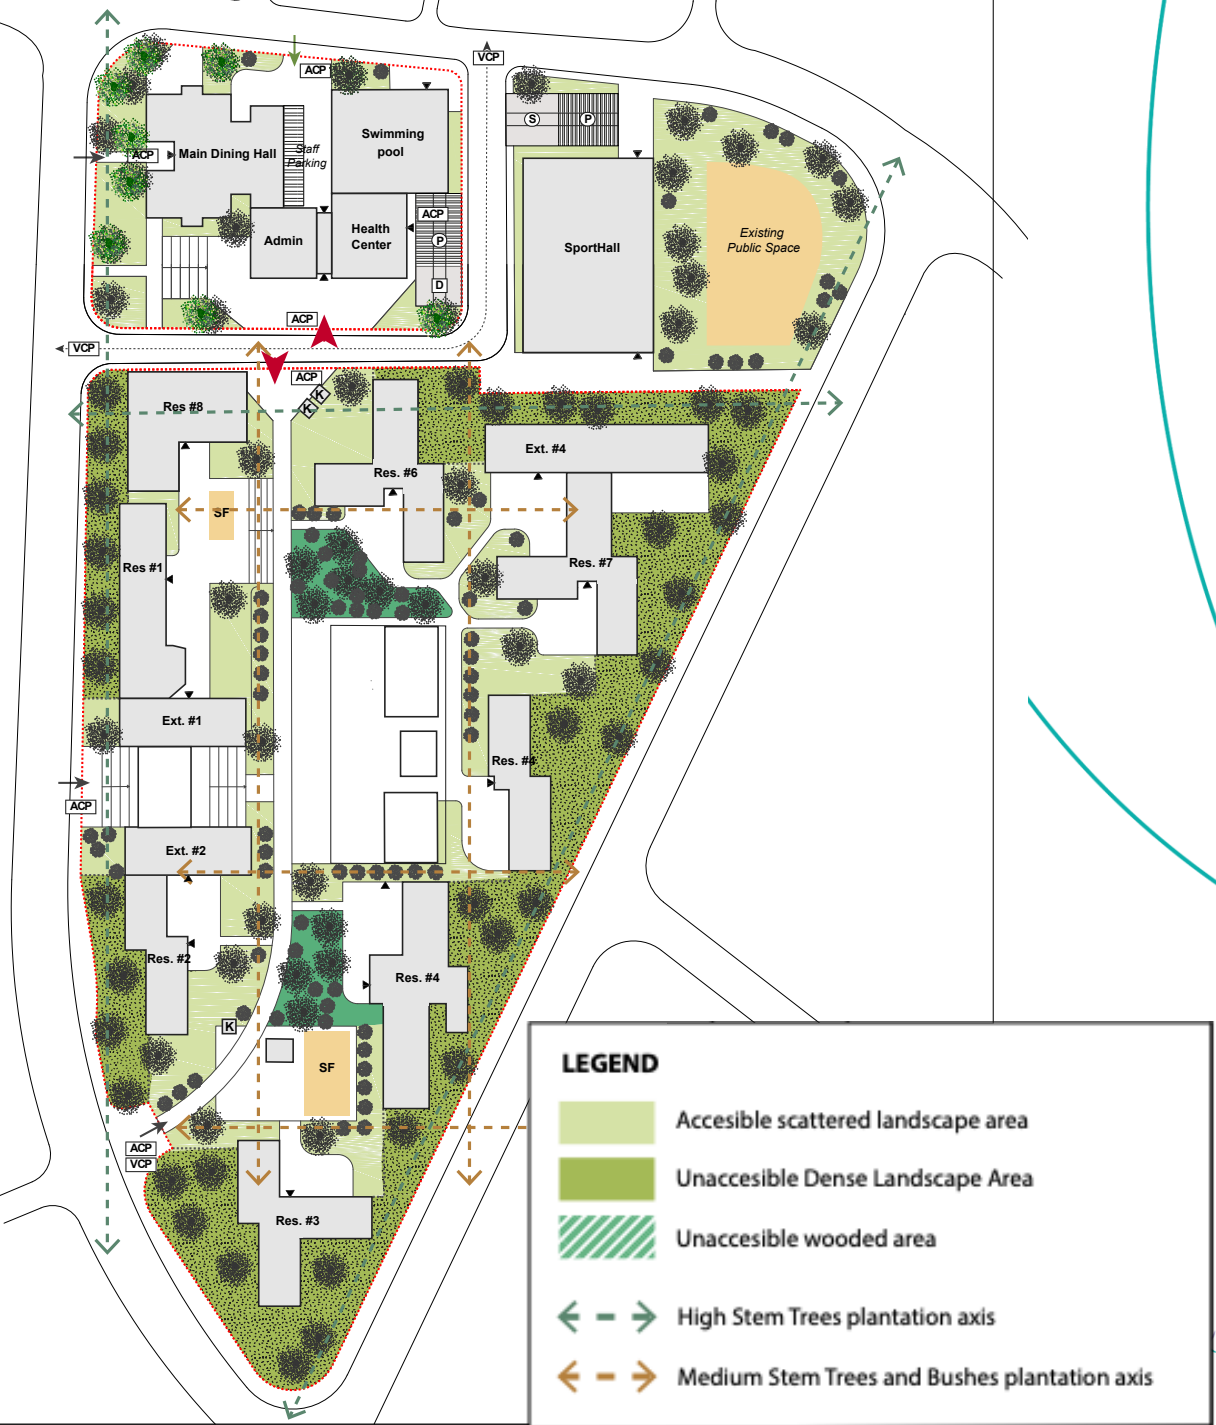 VCP
ACP
S
P
Swimming
pool
Staff
Parking
Main Dining Hall
ACP
ACP
Health
Center
Admin
P
D
SportHall
Existing
Public Space
ACP
VCP
ACP
K
K
Res #8
Ext. #4
Res. #6
SF
Res #1
Res. #7
Ext. #1
Res. #4
ACP
Ext. #2
Res. #2
Res. #4
K
SF
ACP
VCP
Res. #3
LEGEND
Accesible scattered landscape area
Unaccesible Dense Landscape Area
Unaccesible wooded area
High Stem Trees plantation axis
Medium Stem Trees and Bushes plantation axis